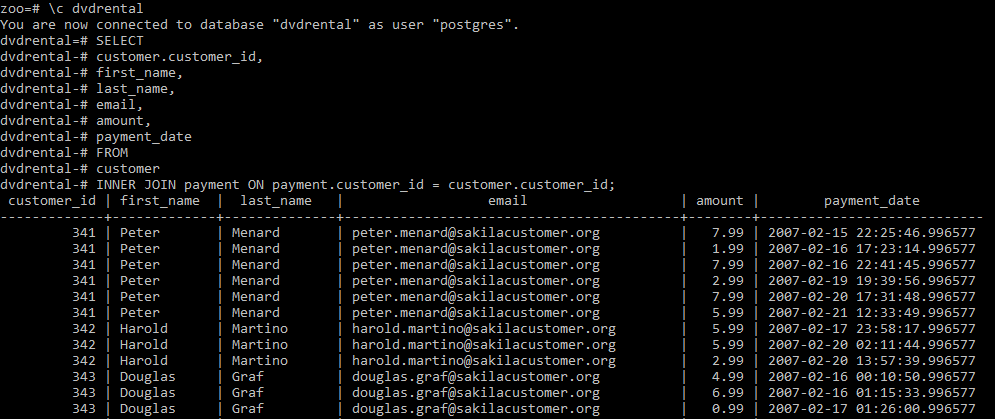 zoo=# \c dvdrental
You are now connected to database "dvdrental" as user "postgres".
dvdrental=# SELECT
dvdrental-# customer.customer_id,
dvdrental-# first_name,
dvdrental-# last_name,
dvdrental-# email,
dvdrental-# amount,
dvdrental-# payment_date
dvdrental-# FROM
dvdrental-# customer
dvdrental-# INNER JOIN payment ON payment.customer_id = customer.customer_id;
 customer_id | first_name  |  last_name  |                  email                   | amount |        payment_date
-------------+-------------+-------------+------------------------------------------+--------+----------------------------
         341 | Peter       | Menard      | peter.menard@sakilacustomer.org          |   7.99 | 2007-02-15 22:25:46.996577
         341 | Peter       | Menard      | peter.menard@sakilacustomer.org          |   1.99 | 2007-02-16 17:23:14.996577
         341 | Peter       | Menard      | peter.menard@sakilacustomer.org          |   7.99 | 2007-02-16 22:41:45.996577
         341 | Peter       | Menard      | peter.menard@sakilacustomer.org          |   2.99 | 2007-02-19 19:39:56.996577
         341 | Peter       | Menard      | peter.menard@sakilacustomer.org          |   7.99 | 2007-02-20 17:31:48.996577
         341 | Peter       | Menard      | peter.menard@sakilacustomer.org          |   5.99 | 2007-02-21 12:33:49.996577
         342 | Harold      | Martino     | harold.martino@sakilacustomer.org        |   5.99 | 2007-02-17 23:58:17.996577
         342 | Harold      | Martino     | harold.martino@sakilacustomer.org        |   5.99 | 2007-02-20 02:11:44.996577
         342 | Harold      | Martino     | harold.martino@sakilacustomer.org        |   2.99 | 2007-02-20 13:57:39.996577
         343 | Douglas     | Graf        | douglas.graf@sakilacustomer.org          |   4.99 | 2007-02-16 00:10:50.996577
         343 | Douglas     | Graf        | douglas.graf@sakilacustomer.org          |   6.99 | 2007-02-16 01:15:33.996577
         343 | Douglas     | Graf        | douglas.graf@sakilacustomer.org          |   0.99 | 2007-02-17 01:26:00.996577